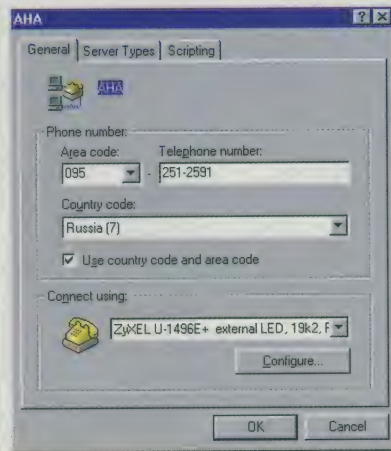 AHA
General Server Types Scripting
AHA
Phone number:
Area code: Telephone number:
095 - 251-2591
Country code:
Russia (7)
Use country code and area code
Connect using:
ZyXEL U-1496E+ external LED, 19k2, F
Configure...
OK Cancel